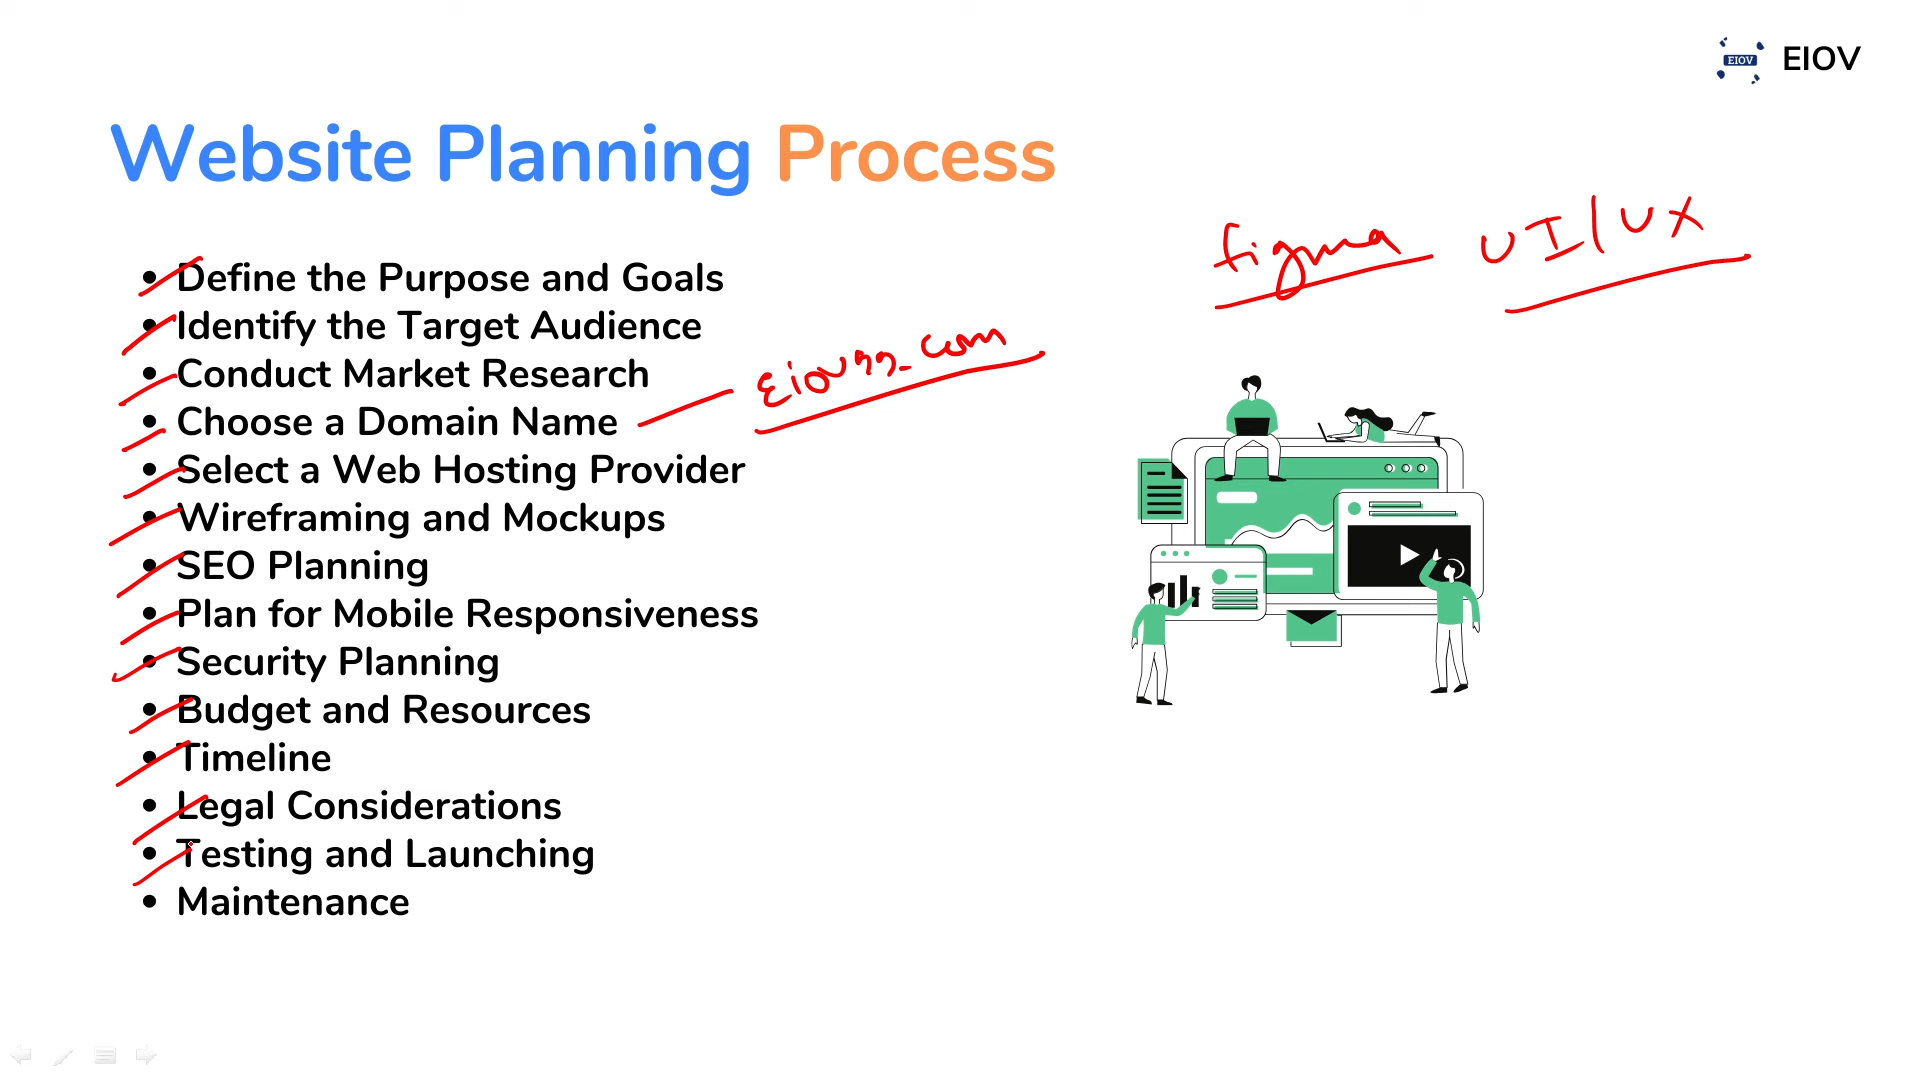 EIOV EIOV
Website Planning Process
figma UI/UX
• Define the Purpose and Goals
• Identify the Target Audience
• Conduct Market Research
• Choose a Domain Name
Eiov99.com
• Select a Web Hosting Provider
• Wireframing and Mockups
• SEO Planning
• Plan for Mobile Responsiveness
• Security Planning
• Budget and Resources
• Timeline
• Legal Considerations
• Testing and Launching
• Maintenance